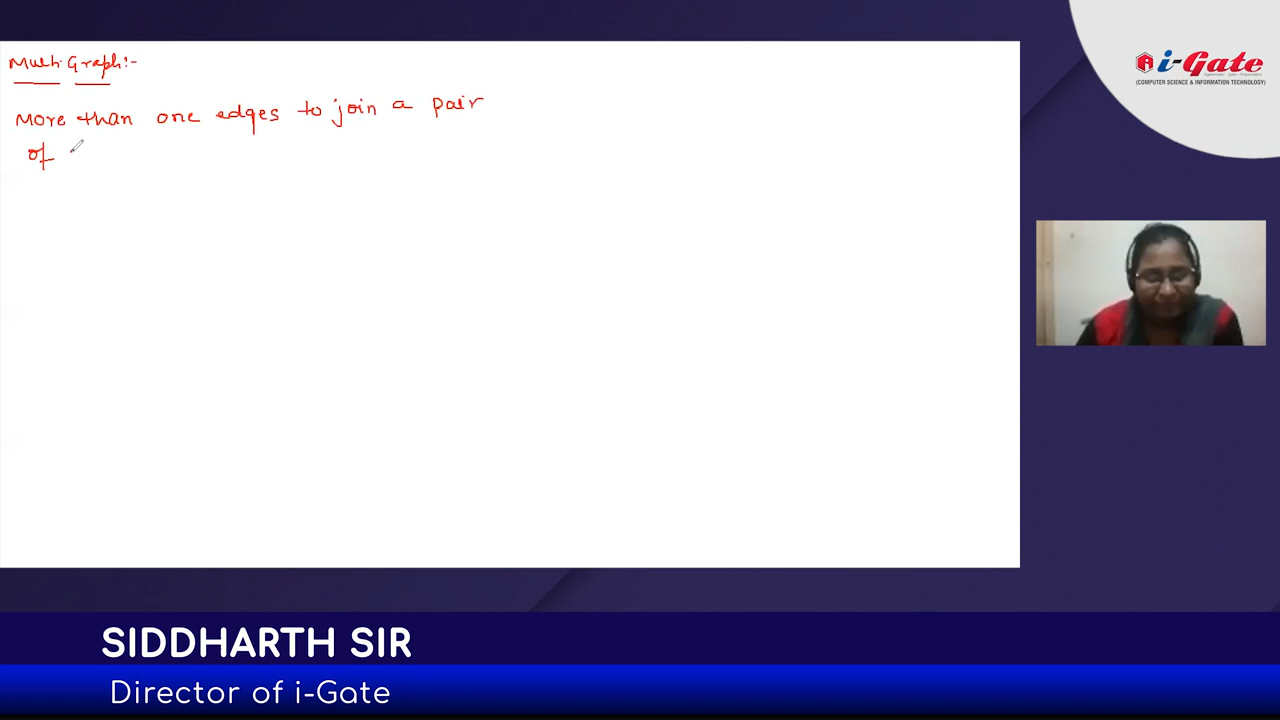 Multi Graph:-
More than one edges to join a pair
of
i-Gate
(COMPUTER SCIENCE & INFORMATION TECHNOLOGY)
SIDDHARTH SIR
Director of i-Gate